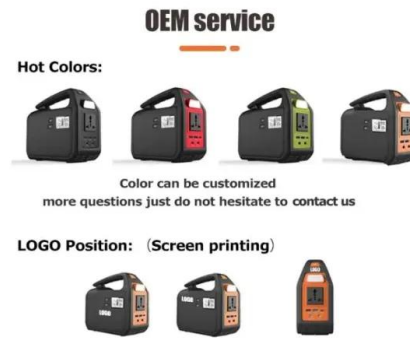 OEM service
Hot Colors:
Color can be customized
more questions just do not hesitate to contact us
LOGO Position: （Screen printing）
LOGO
LOGO
LOGO